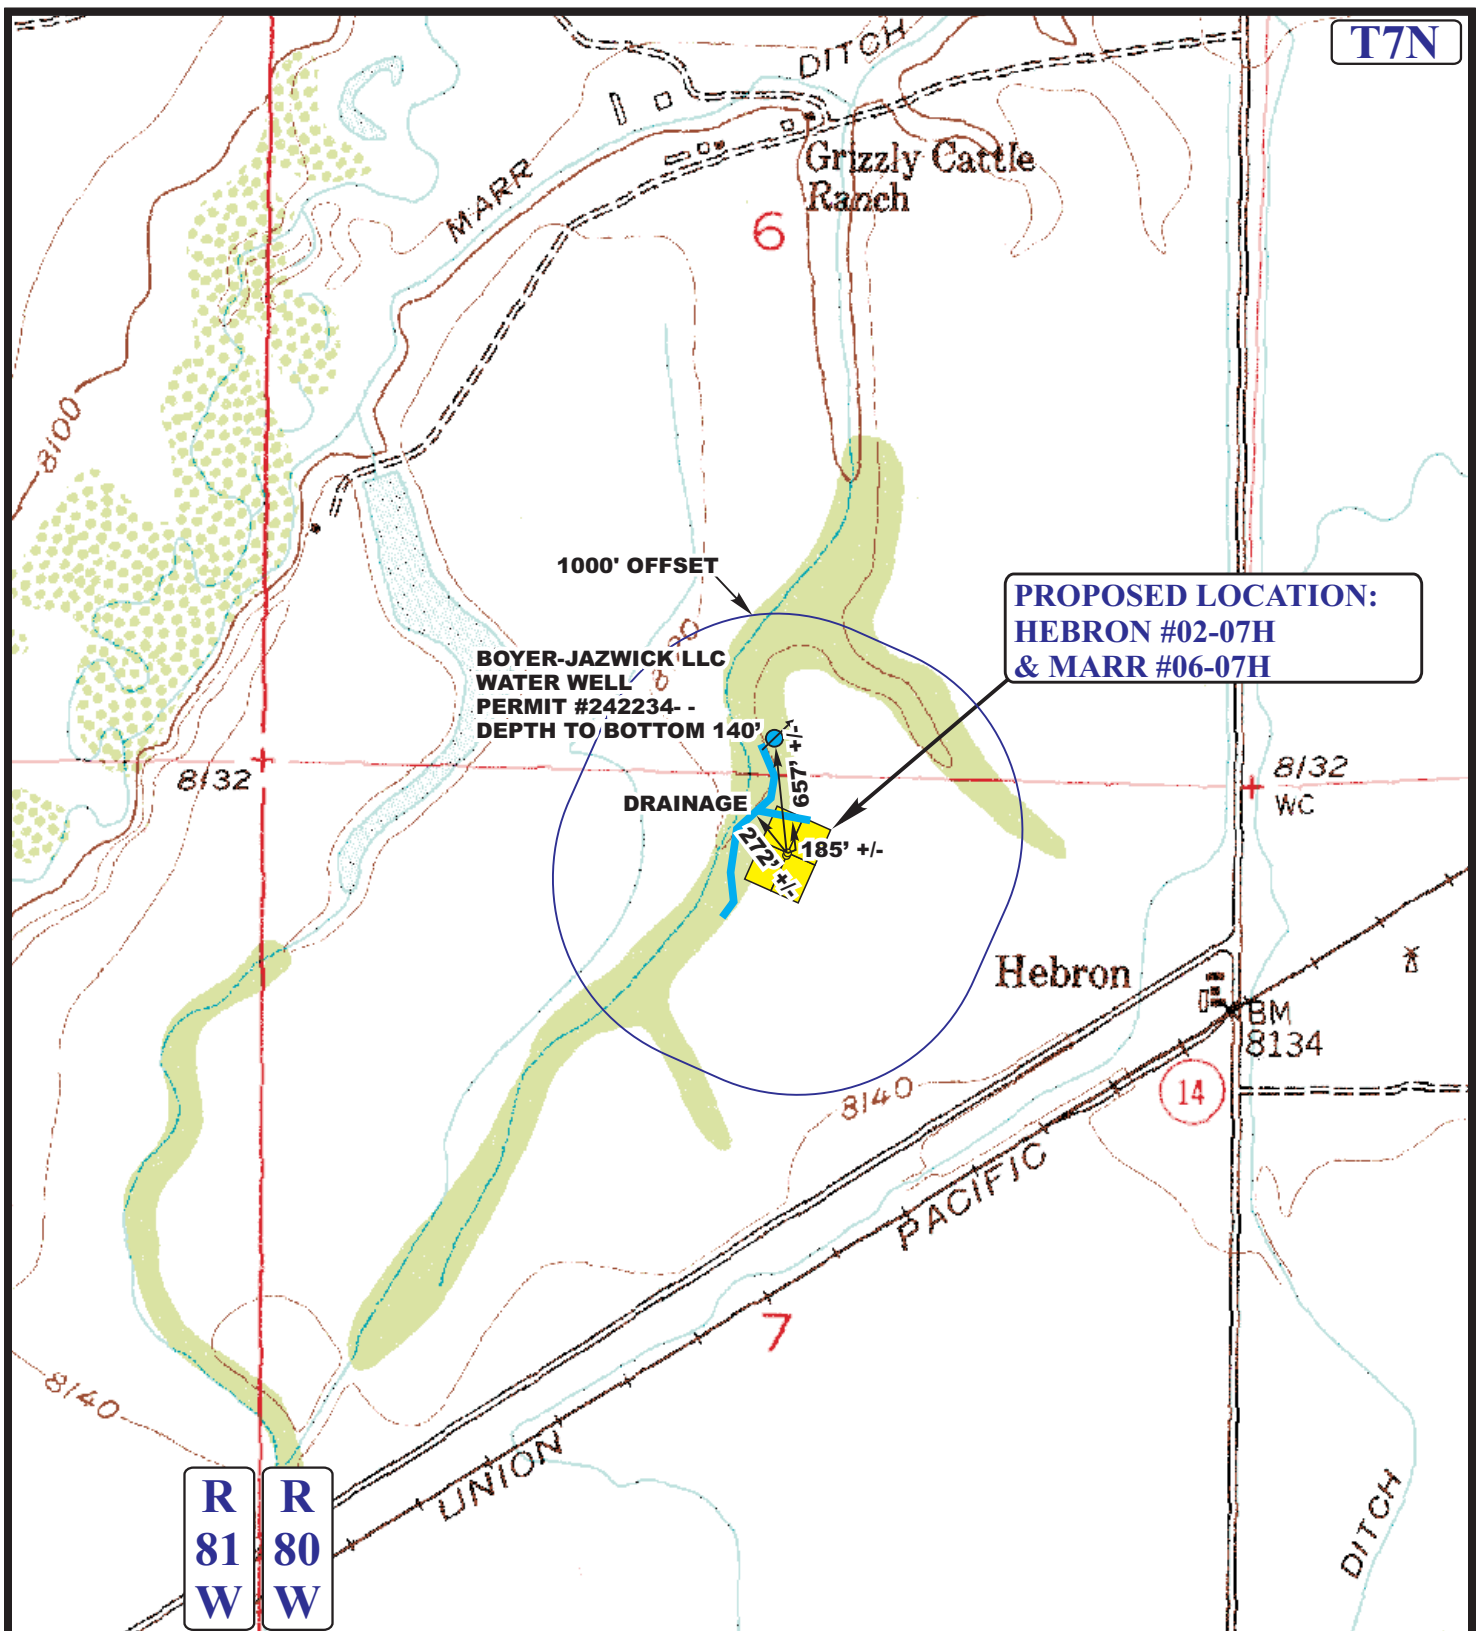 T7N
DITCH
Grizzly Cattle
Ranch
MARR
6
8100
1000' OFFSET
PROPOSED LOCATION:
HEBRON #02-07H
& MARR #06-07H
BOYER-JAZWICK LLC
WATER WELL
PERMIT #242234- -
DEPTH TO BOTTOM 140'
657' +/-
8132
8132
WC
DRAINAGE
272' +/-
185' +/-
Hebron
BM
8134
14
8140
PACIFIC
7
8140
UNION
DITCH
R
81
W
R
80
W